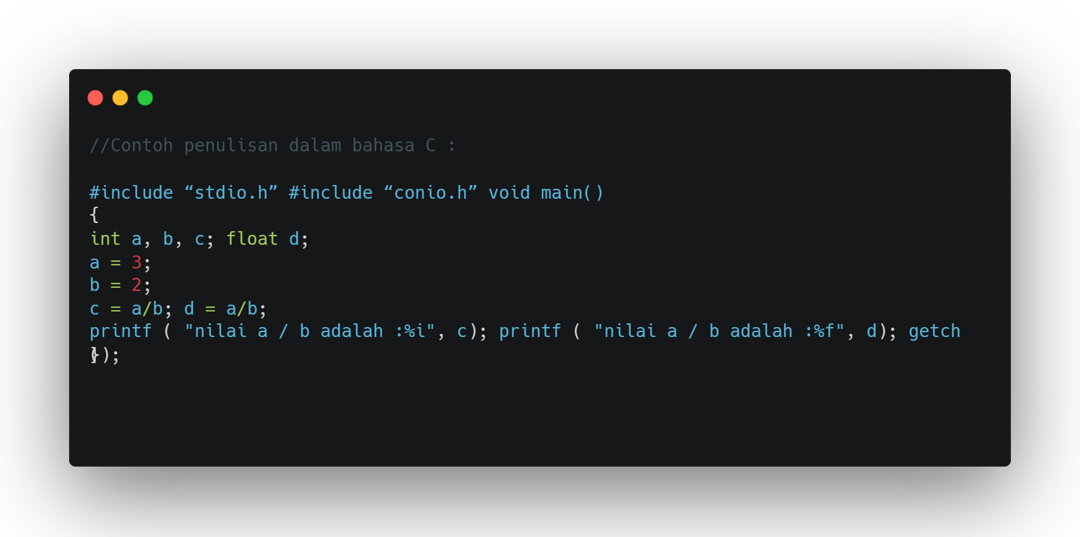 //Contoh penulisan dalam bahasa C :
#include “stdio.h” #include “conio.h” void main()
{
int a, b, c; float d;
a = 3;
b = 2;
c = a/b; d = a/b;
printf ( "nilai a / b adalah :%i", c); printf ( "nilai a / b adalah :%f", d); getch
();
}